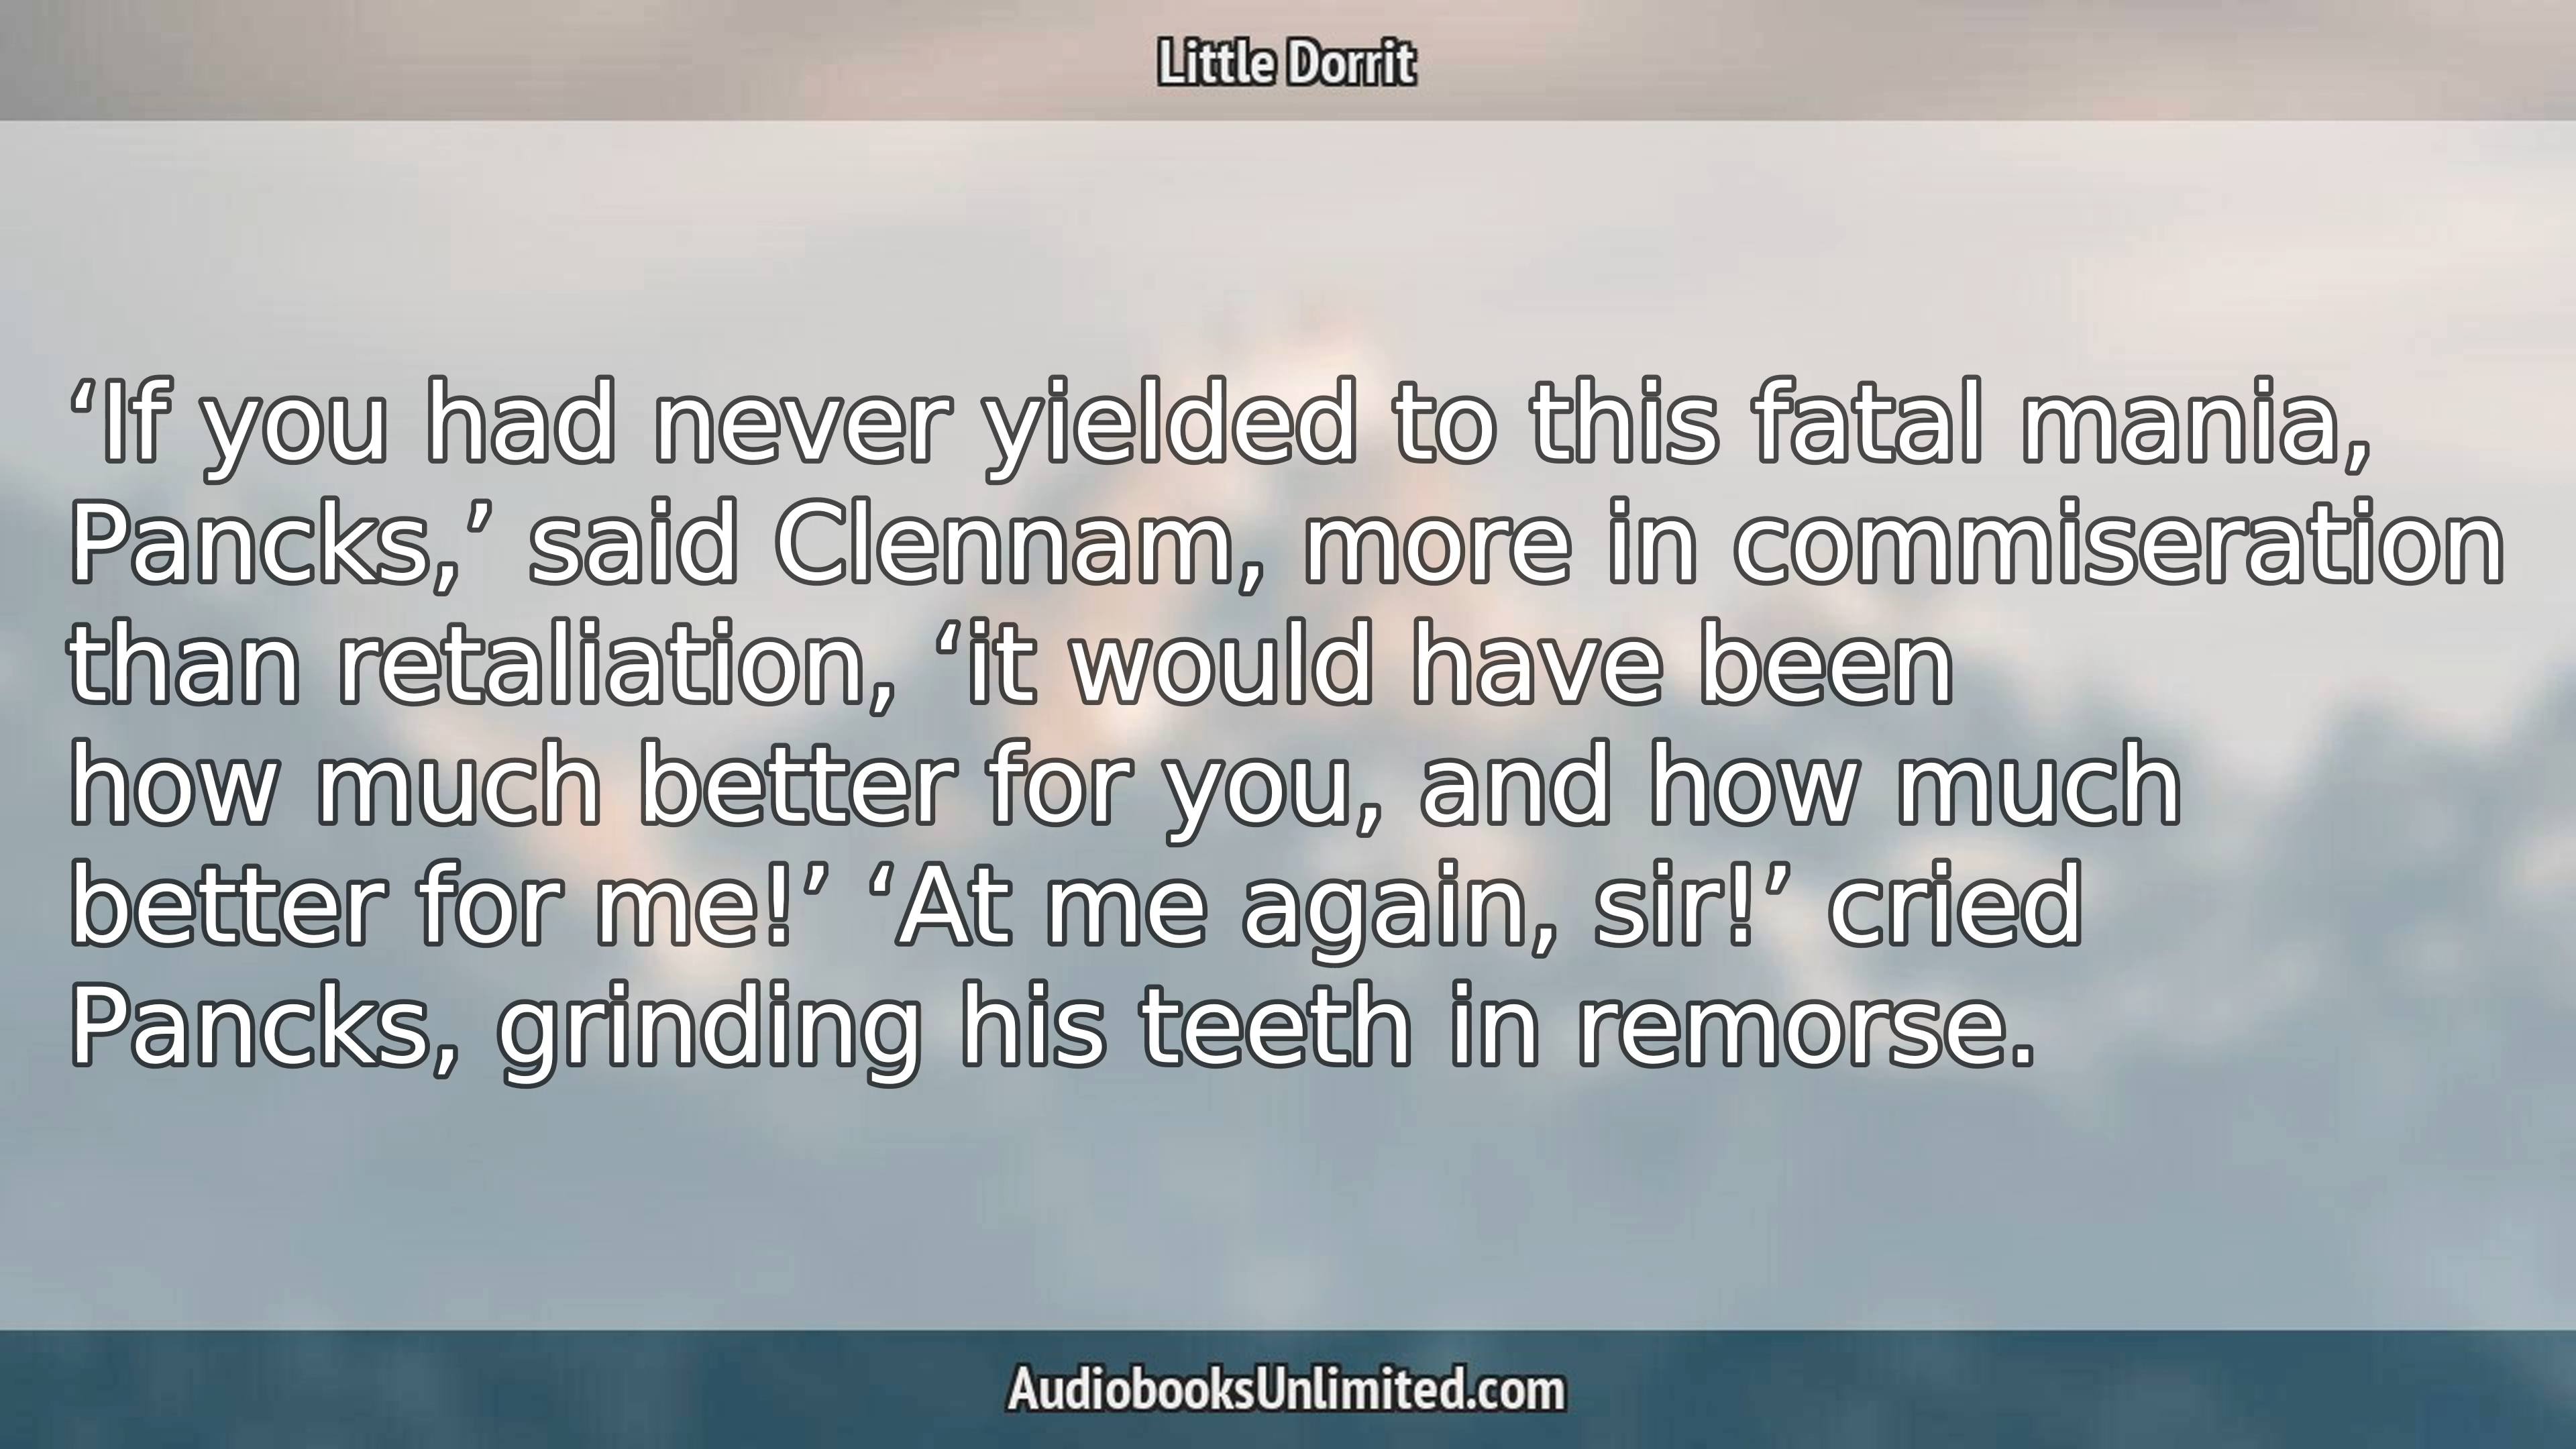 Little Dorrit
‘If you had never yielded to this fatal mania,
Pancks,’ said Clennam, more in commiseration
than retaliation, ‘it would have been
how much better for you, and how much
better for me!’ ‘At me again, sir!’ cried
Pancks, grinding his teeth in remorse.
AudiobooksUnlimited.com